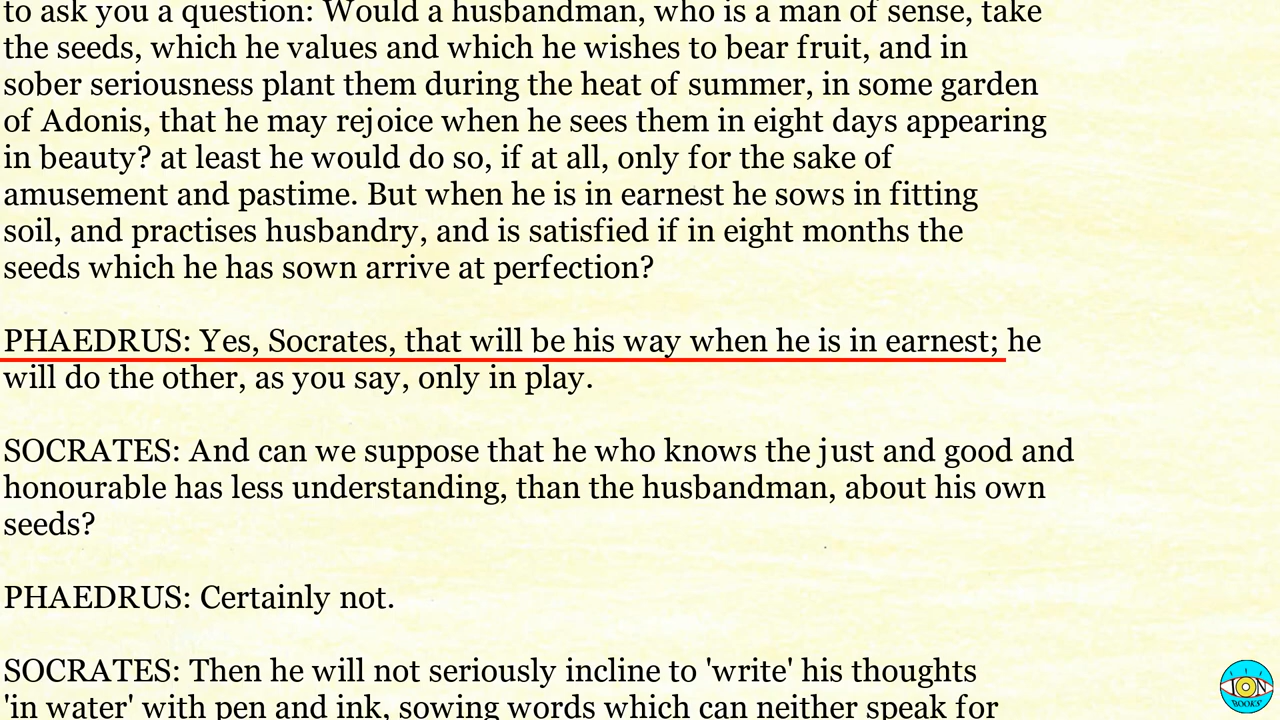 to ask you a question: Would a husbandman, who is a man of sense, take
the seeds, which he values and which he wishes to bear fruit, and in
sober seriousness plant them during the heat of summer, in some garden
of Adonis, that he may rejoice when he sees them in eight days appearing
in beauty? at least he would do so, if at all, only for the sake of
amusement and pastime. But when he is in earnest he sows in fitting
soil, and practises husbandry, and is satisfied if in eight months the
seeds which he has sown arrive at perfection?
PHAEDRUS: Yes, Socrates, that will be his way when he is in earnest; he
will do the other, as you say, only in play.
SOCRATES: And can we suppose that he who knows the just and good and
honourable has less understanding, than the husbandman, about his own
seeds?
PHAEDRUS: Certainly not.
SOCRATES: Then he will not seriously incline to 'write' his thoughts
'in water' with pen and ink, sowing words which can neither speak for
ION
BOOKS